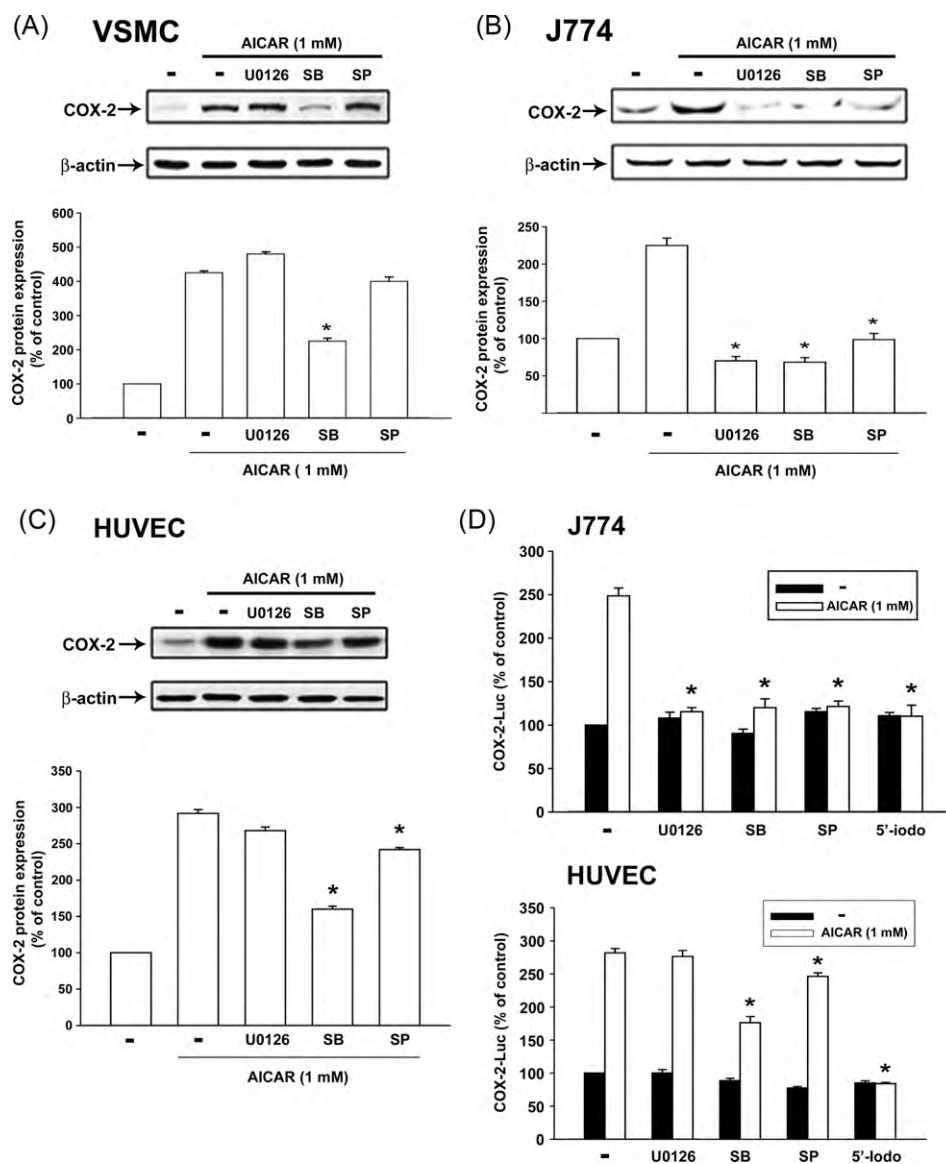 (A) VSMC
AICAR (1 mM)
- - U0126 SB SP
COX-2
β-actin
COX-2 protein expression
(% of control)
600
500
400
300
200
100
0
*
- - U0126 SB SP
AICAR ( 1 mM)
(B) J774
AICAR (1 mM)
- - U0126 SB SP
COX-2
β-actin
COX-2 protein expression
(% of control)
250
200
150
100
50
* * *
- - U0126 SB SP
AICAR (1 mM)
(C) HUVEC
AICAR (1 mM)
- - U0126 SB SP
COX-2
β-actin
COX-2 protein expression
(% of control)
350
300
250
200
150
100
50
0
* *
- - U0126 SB SP
AICAR (1 mM)
(D) J774
-
AICAR (1 mM)
COX-2-Luc (% of control)
300
250
200
150
100
50
0
* * * *
- U0126 SB SP 5'-iodo
HUVEC
-
AICAR (1 mM)
COX-2-Luc (% of control)
350
300
250
200
150
100
50
0
* * *
- U0126 SB SP 5'-Iodo